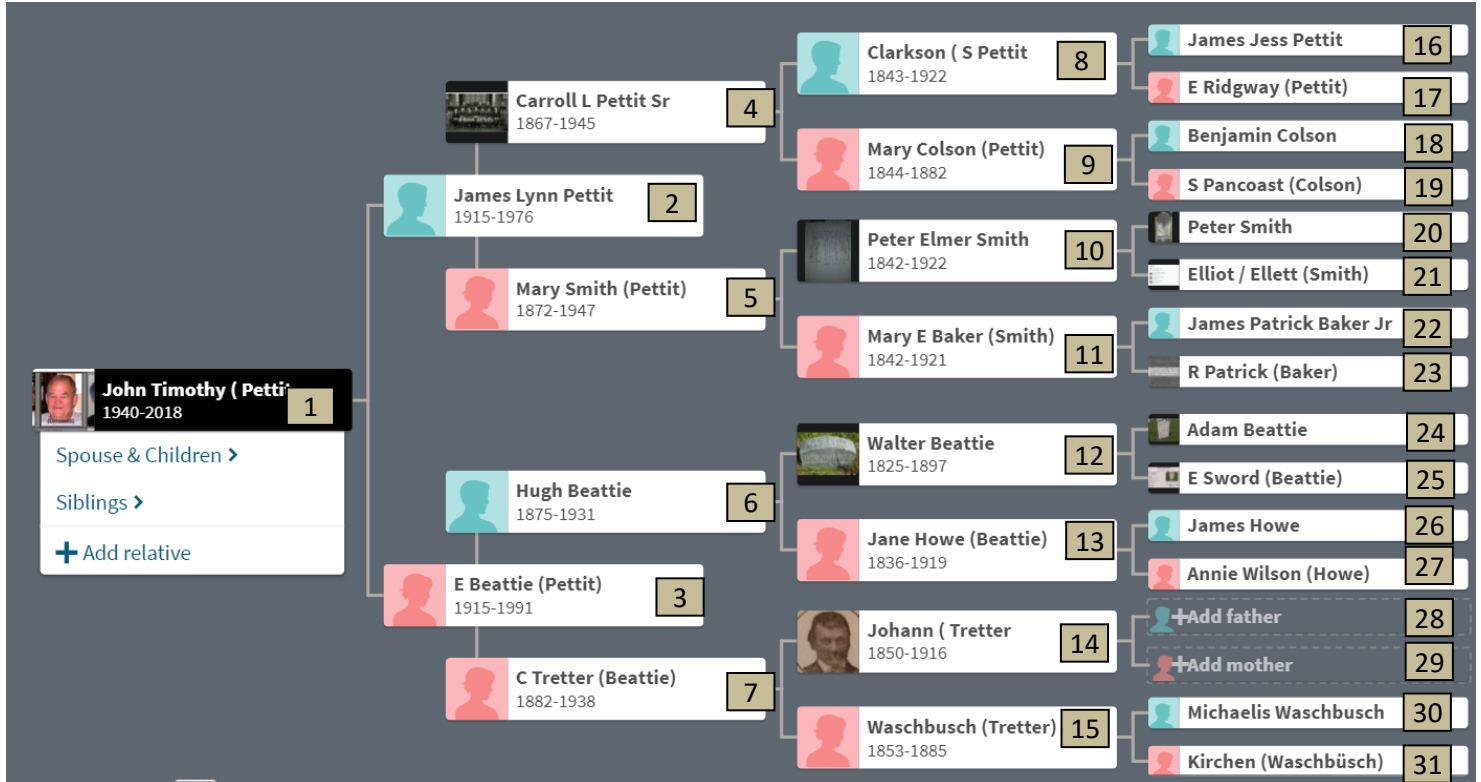 John Timothy ( Pettit
1940-2018
1
Spouse & Children
Siblings
Add relative
James Lynn Pettit
1915-1976
2
E Beattie (Pettit)
1915-1991
3
Carroll L Pettit Sr
1867-1945
4
Mary Smith (Pettit)
1872-1947
5
Hugh Beattie
1875-1931
6
C Tretter (Beattie)
1882-1938
7
Clarkson ( S Pettit
1843-1922
8
Mary Colson (Pettit)
1844-1882
9
Peter Elmer Smith
1842-1922
10
Mary E Baker (Smith)
1842-1921
11
Walter Beattie
1825-1897
12
Jane Howe (Beattie)
1836-1919
13
Johann ( Tretter
1850-1916
14
Waschbusch (Tretter)
1853-1885
15
James Jess Pettit
16
E Ridgway (Pettit)
17
Benjamin Colson
18
S Pancoast (Colson)
19
Peter Smith
20
Elliot / Ellett (Smith)
21
James Patrick Baker Jr
22
R Patrick (Baker)
23
Adam Beattie
24
E Sword (Beattie)
25
James Howe
26
Annie Wilson (Howe)
27
Add father
28
Add mother
29
Michaelis Waschbusch
30
Kirchen (Waschbüsch)
31